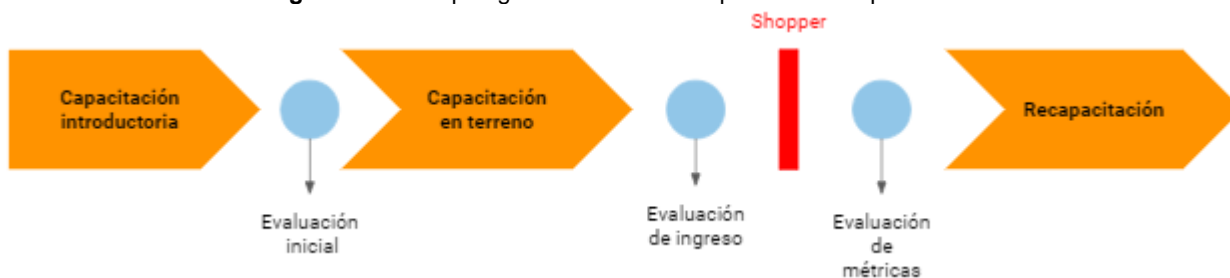 Shopper
Capacitación
introductoria
Capacitación
en terreno
Recapacitación
Evaluación
inicial
Evaluación
de ingreso
Evaluación
de
métricas